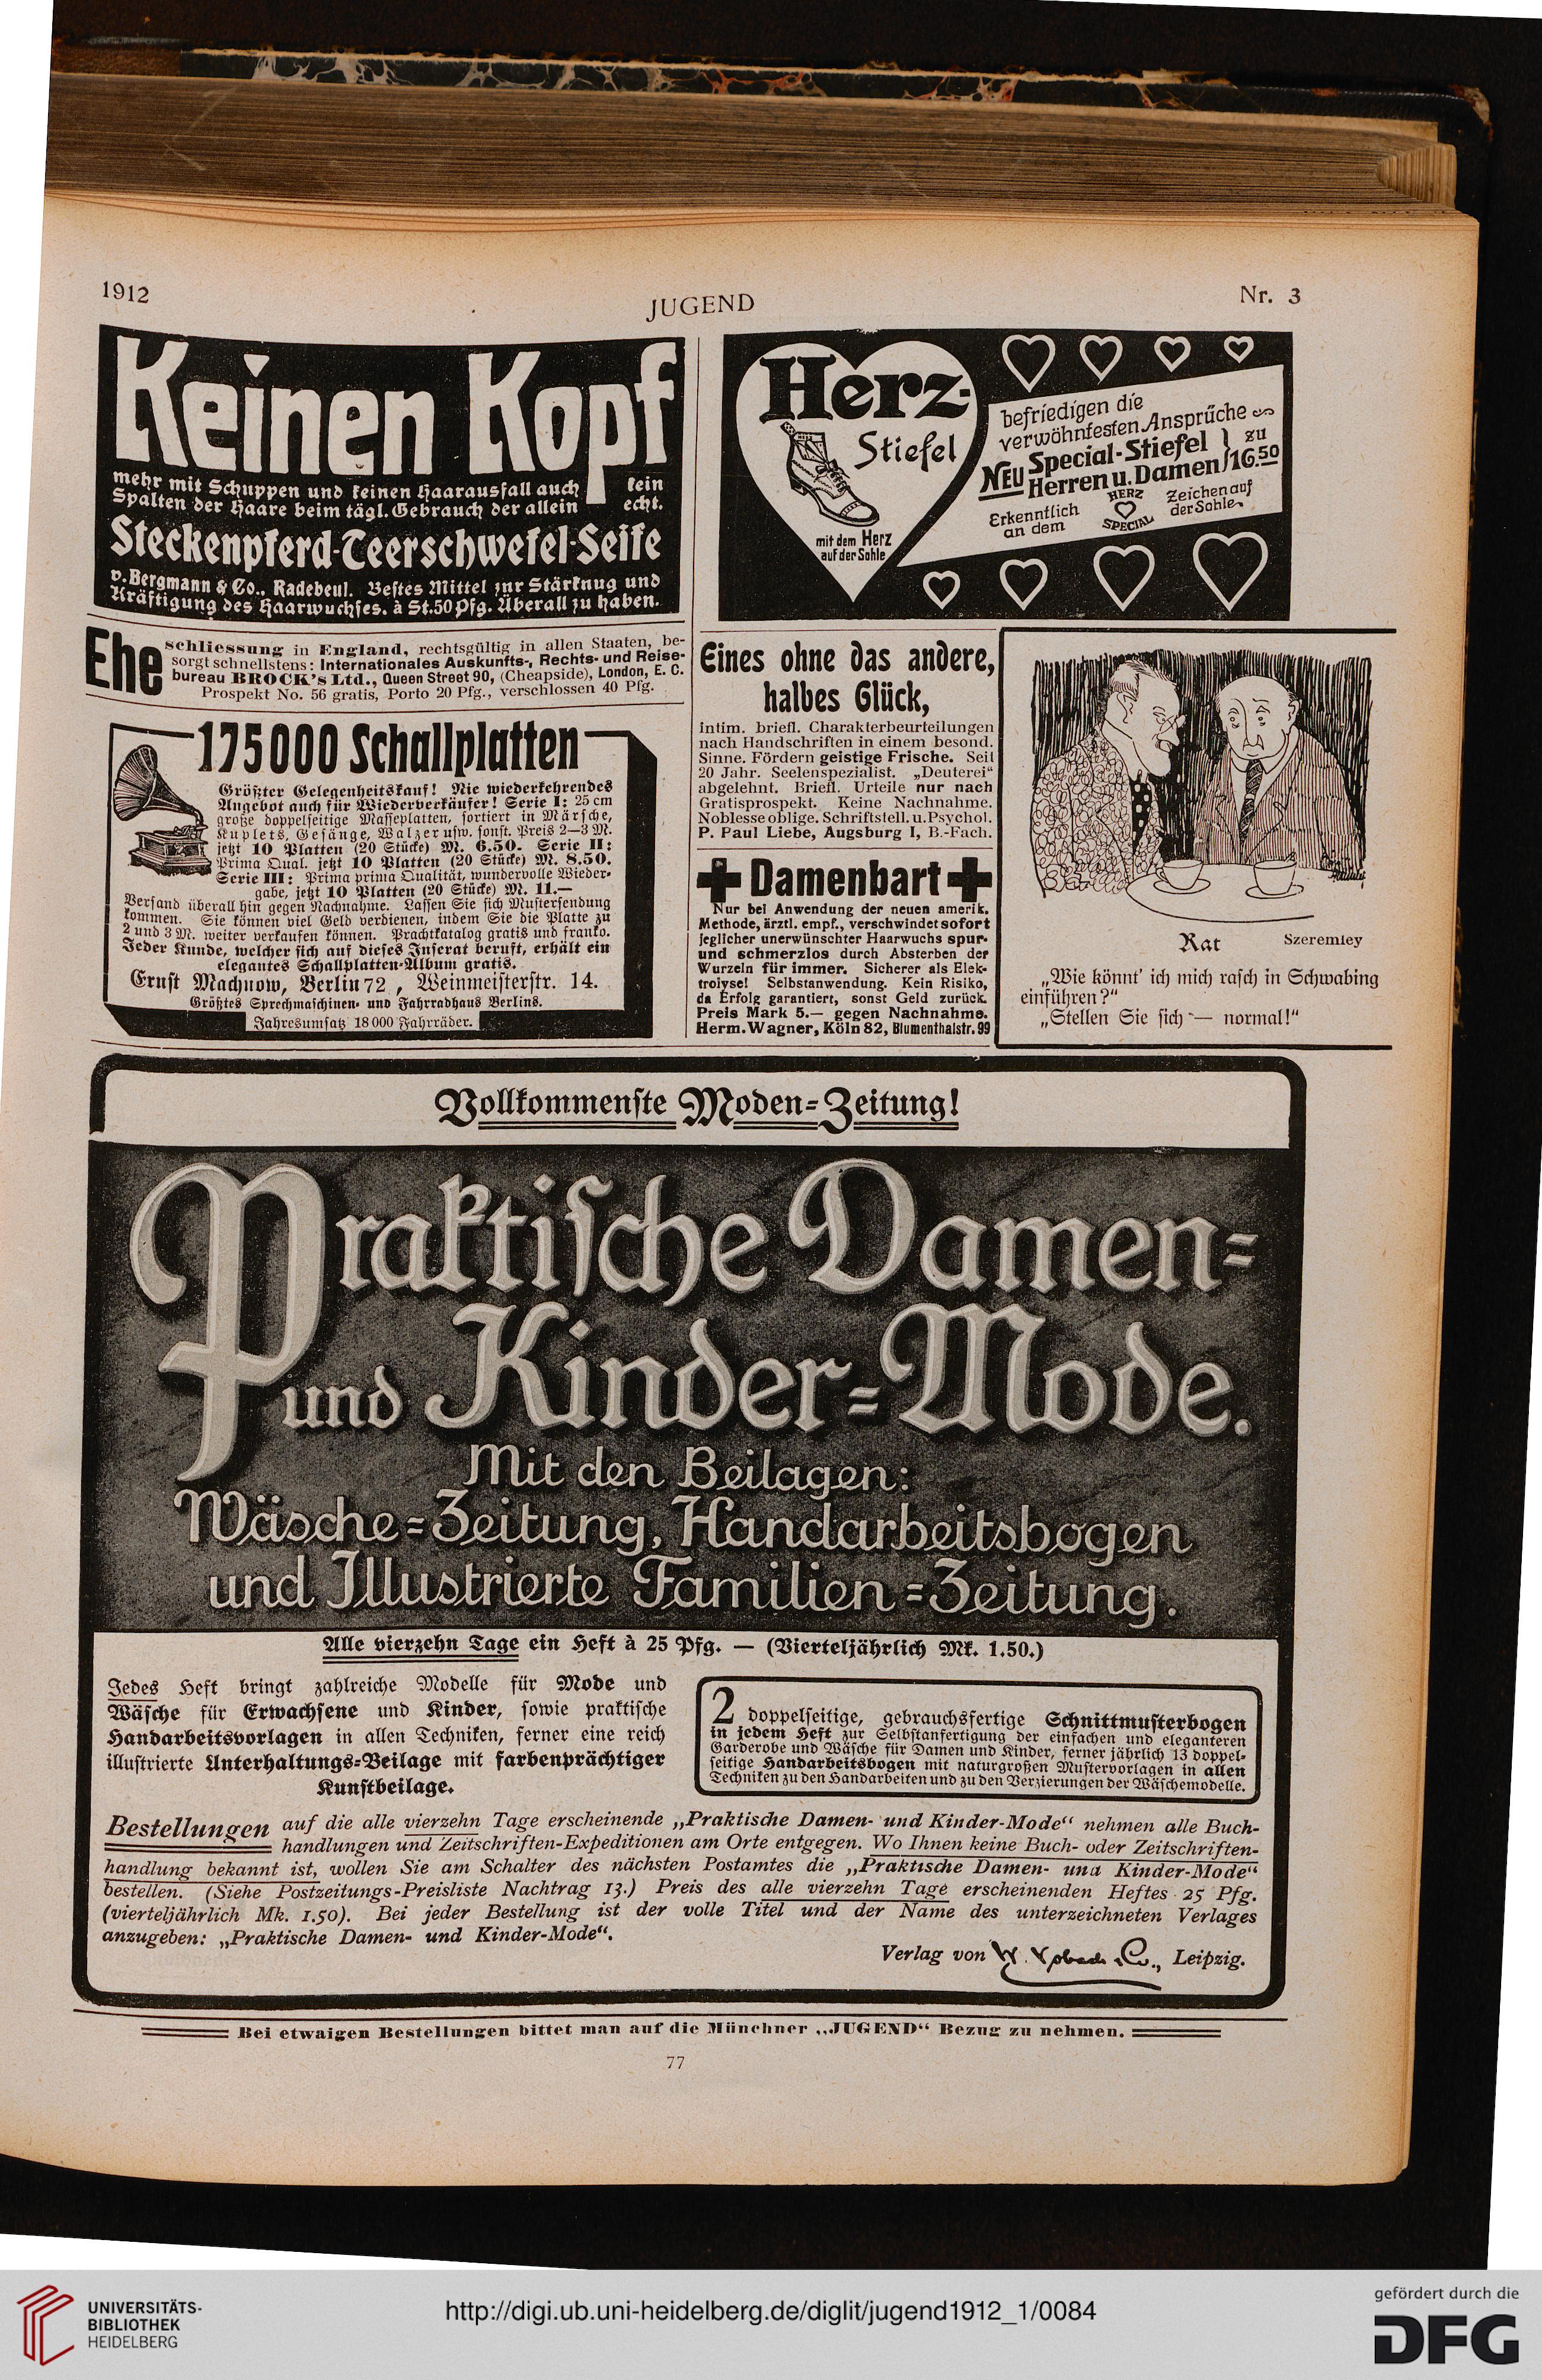 1912
JUGEND
Nr. 3
Keinen Kopf
mehr mit Schuppen und keinen Haarausfall auch kein
Spalten der Haare beim tägl. Gebrauch der allein echt.
Steckenpferd-Teerschwefel-Seife
v. Bergmann & Co., Radebeul. Bestes Mittel znr Stärknug und
Kräftigung des Haarwuchses. à St. 50 Pfg. Überall zu haben.
Herz-
Stiefel
mit dem Herz
auf der Sohle
befriedigen die
verwöhntesten Ansprüche
NEU Special-Stiefel } zu
Herren u. Damen 16.50
Erkenntlich HERZ Zeichen auf
an dem SPECIAL der Sohle
Eheschliessung in England, rechtsgültig in allen Staaten, be-
sorgt schnellstens: Internationales Auskunfts-, Rechts- und Reise-
bureau BROCK's Ltd., Queen Street 90, (Cheapside), London, E. C.
Prospekt No. 56 gratis, Porto 20 Pfg., verschlossen 40 Pfg.
175000 Schallplatten
Größter Gelegenheitskauf! Nie wiederkehrendes
Angebot auch für Wiederverkäufer! Serie I: 25 cm
große doppelseitige Masseplatten, sortiert in Märsche,
Kuplets, Gesänge, Walzer usw. sonst. Preis 2—3 M.
jetzt 10 Platten (20 Stücke) M. 6.50. Serie II:
Prima Qual. jetzt 10 Platten (20 Stücke) M. 8.50.
Serie III: Prima prima Qualität, wundervolle Wieder-
gabe, jetzt 10 Platten (20 Stücke) M. 11.—
Versand überall hin gegen Nachnahme. Lassen Sie sich Mustersendung
kommen. Sie können viel Geld verdienen, indem Sie die Platte zu
2 und 3 M. weiter verkaufen können. Prachtkatalog gratis und franko.
Jeder Kunde, welcher sich auf dieses Inserat beruft, erhält ein
elegantes Schallplatten-Album gratis.
Ernst Machnow, Berlin 72, Weinmeisterstr. 14.
Größtes Sprechmaschinen- und Fahrradhaus Berlins.
Jahresumsatz 18 000 Fahrräder.
Eines ohne das andere,
halbes Glück,
intim. briefl. Charakterbeurteilungen
nach Handschriften in einem besond.
Sinne. Fördern geistige Frische. Seit
20 Jahr. Seelenspezialist. „Deuterei“
abgelehnt. Briefl. Urteile nur nach
Gratisprospekt. Keine Nachnahme.
Noblesse oblige. Schriftstell. u. Psychol.
P. Paul Liebe, Augsburg I, B.-Fach.
Damenbart
Nur bei Anwendung der neuen amerik.
Methode, ärztl. empf., verschwindet sofort
jeglicher unerwünschter Haarwuchs spur-
und schmerzlos durch Absterben der
Wurzeln für immer. Sicherer als Elek-
trolyse! Selbstanwendung. Kein Risiko,
da Erfolg garantiert, sonst Geld zurück.
Preis Mark 5.— gegen Nachnahme.
Herm. Wagner, Köln 82, Blumenthalstr. 99
Rat
Szeremley
„Wie könnt' ich mich rasch in Schwabing
einführen?“
„Stellen Sie sich — normal!“
Vollkommenste Moden-Zeitung!
Praktische Damen-
und Kinder-Mode.
Mit den Beilagen:
Wäsche-Zeitung, Handarbeitsbogen
und Illustrierte Familien-Zeitung.
Alle vierzehn Tage ein Heft à 25 Pfg. — (Vierteljährlich Mk. 1.50.)
Jedes Heft bringt zahlreiche Modelle für Mode und
Wäsche für Erwachsene und Kinder, sowie praktische
Handarbeitsvorlagen in allen Techniken, ferner eine reich
illustrierte Unterhaltungs-Beilage mit farbenprächtiger
Kunstbeilage.
2 doppelseitige, gebrauchsfertige Schnittmusterbogen
in jedem Heft zur Selbstanfertigung der einfachen und eleganteren
Garderobe und Wäsche für Damen und Kinder, ferner jährlich 13 doppel-
seitige Handarbeitsbogen mit naturgroßen Mustervorlagen in allen
Techniken zu den Handarbeiten und zu den Verzierungen der Wäschemodelle.
Bestellungen auf die alle vierzehn Tage erscheinende „Praktische Damen- und Kinder-Mode“ nehmen alle Buch-
handlungen und Zeitschriften-Expeditionen am Orte entgegen. Wo Ihnen keine Buch- oder Zeitschriften-
handlung bekannt ist, wollen Sie am Schalter des nächsten Postamtes die „Praktische Damen- und Kinder-Mode“
bestellen. (Siehe Postzeitungs-Preisliste Nachtrag 13.) Preis des alle vierzehn Tage erscheinenden Heftes 25 Pfg.
(vierteljährlich Mk. 1.50). Bei jeder Bestellung ist der volle Titel und der Name des unterzeichneten Verlages
anzugeben: „Praktische Damen- und Kinder-Mode“.
Verlag von W. Vobach & Co., Leipzig.
Bei etwaigen Bestellungen bittet man auf die Münchner „JUGEND“ Bezug zu nehmen.
77
UNIVERSITÄTS-
BIBLIOTHEK
HEIDELBERG
http://digi.ub.uni-heidelberg.de/diglit/jugend1912_1/0084
gefördert durch die
DFG